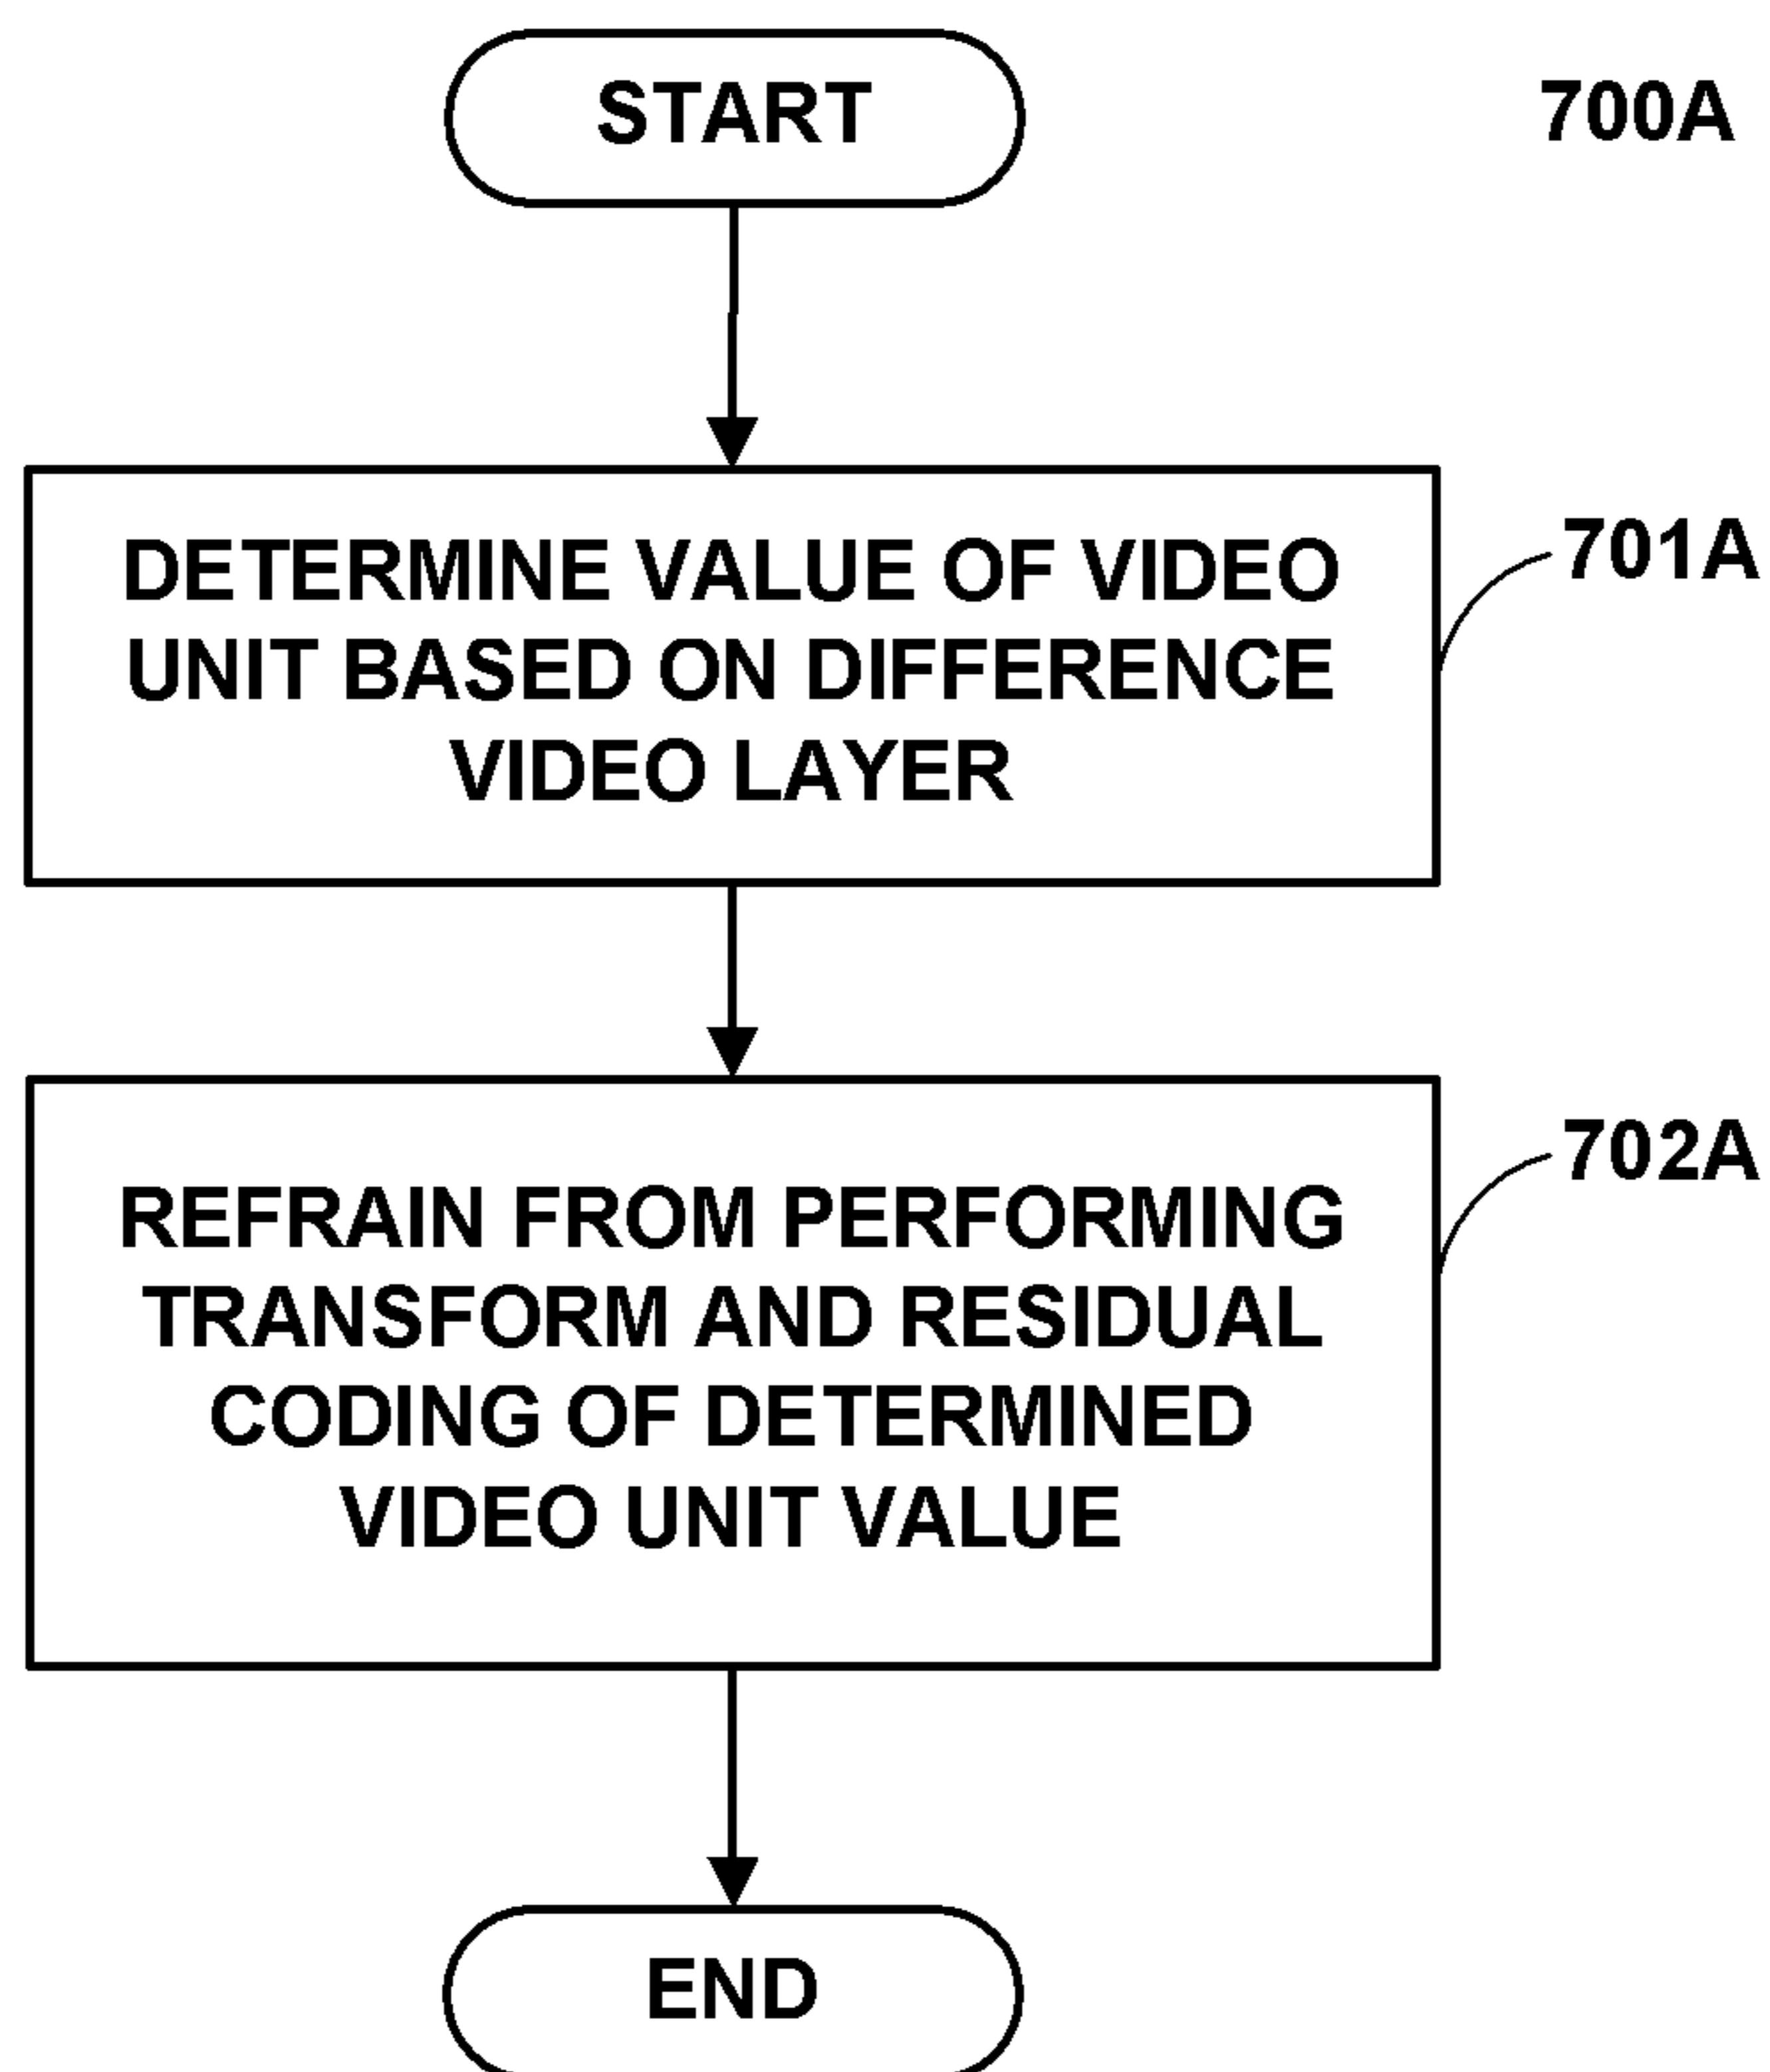 START
700A
DETERMINE VALUE OF VIDEO
UNIT BASED ON DIFFERENCE
VIDEO LAYER
701A
REFRAIN FROM PERFORMING
TRANSFORM AND RESIDUAL
CODING OF DETERMINED
VIDEO UNIT VALUE
702A
END